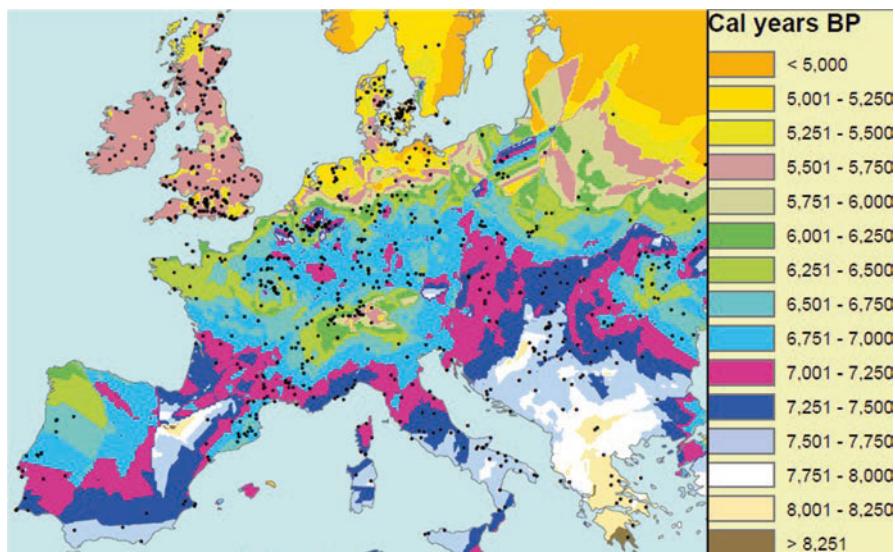 Cal years BP
< 5,000
5,001 - 5,250
5,251 - 5,500
5,501 - 5,750
5,751 - 6,000
6,001 - 6,250
6,251 - 6,500
6,501 - 6,750
6,751 - 7,000
7,001 - 7,250
7,251 - 7,500
7,501 - 7,750
7,751 - 8,000
8,001 - 8,250
> 8,251